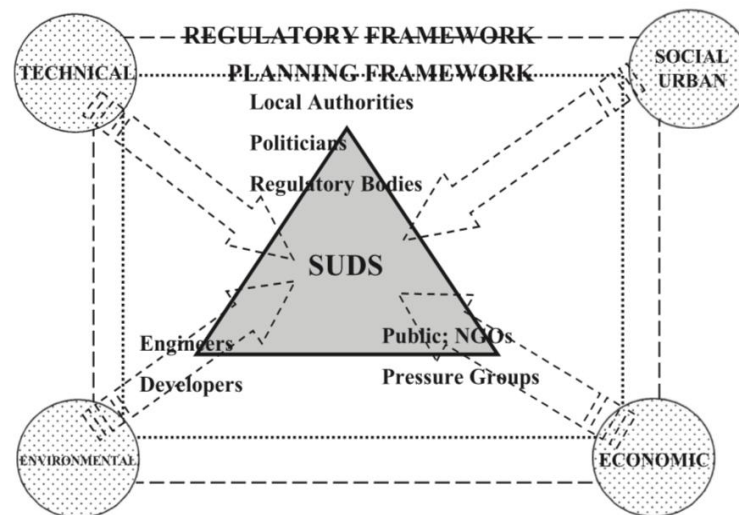 REGULATORY FRAMEWORK
TECHNICAL
PLANNING FRAMEWORK
SOCIAL
URBAN
Local Authorities
Politicians
Regulatory Bodies
SUDS
Engineers
Developers
Public; NGOs
Pressure Groups
ENVIRONMENTAL
ECONOMIC